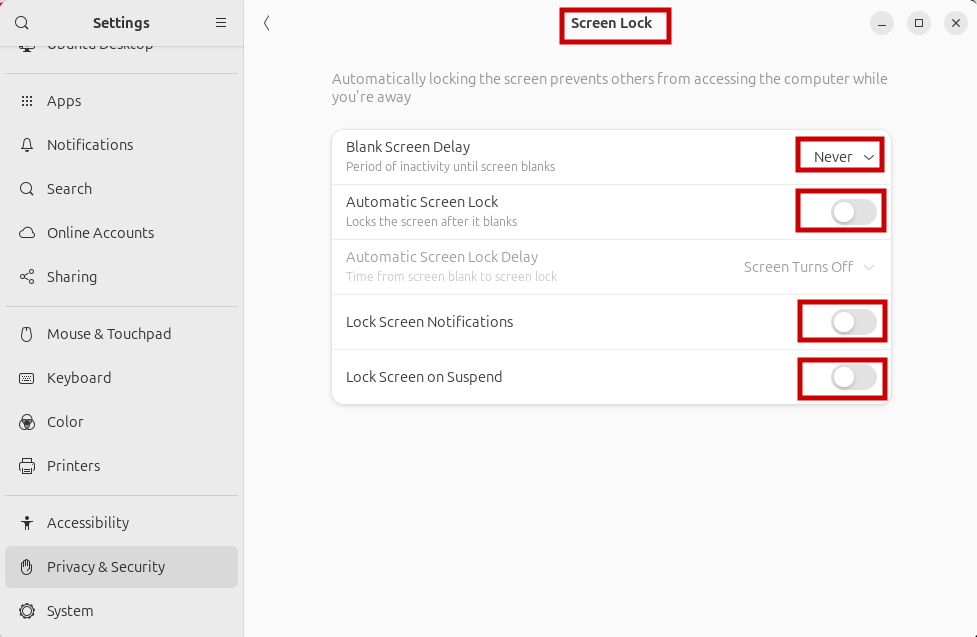 Settings
Ubuntu Desktop
Apps
Notifications
Search
Online Accounts
Sharing
Mouse & Touchpad
Keyboard
Color
Printers
Accessibility
Privacy & Security
System
Screen Lock
Automatically locking the screen prevents others from accessing the computer while
you're away
Blank Screen Delay
Period of inactivity until screen blanks
Never
Automatic Screen Lock
Locks the screen after it blanks
Automatic Screen Lock Delay
Time from screen blank to screen lock
Screen Turns Off
Lock Screen Notifications
Lock Screen on Suspend